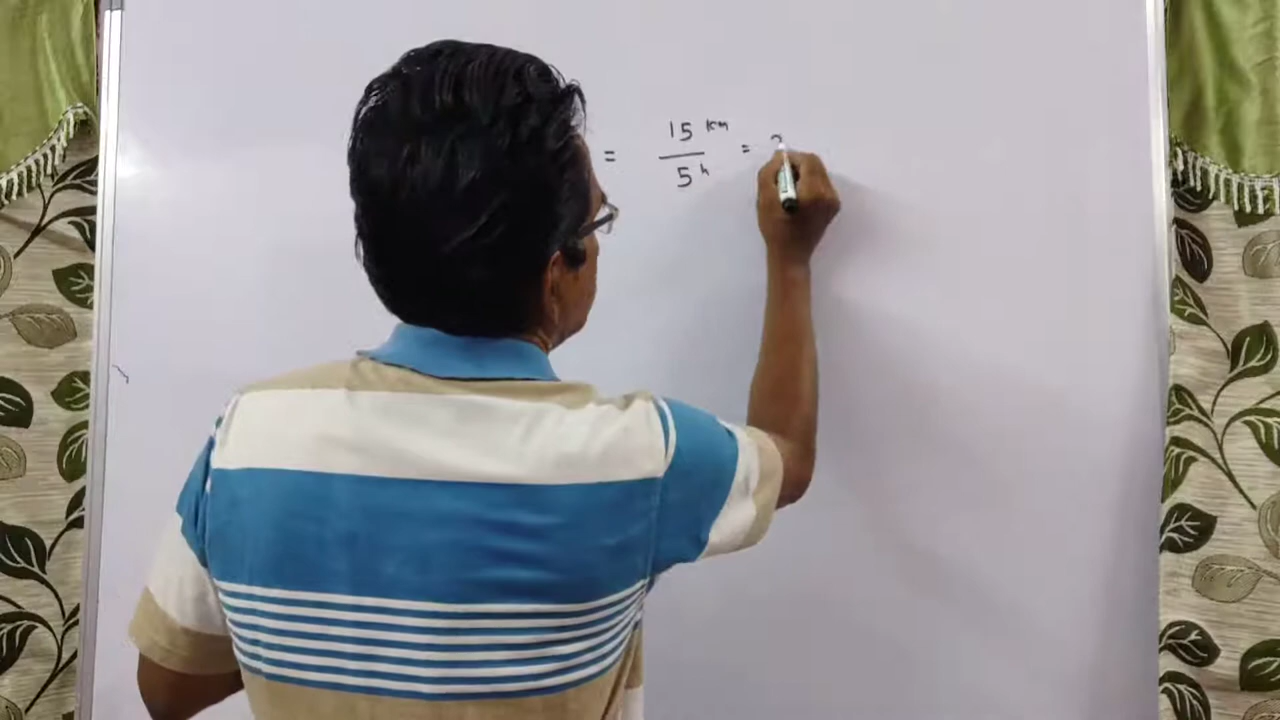 = 15 km / 5 h =